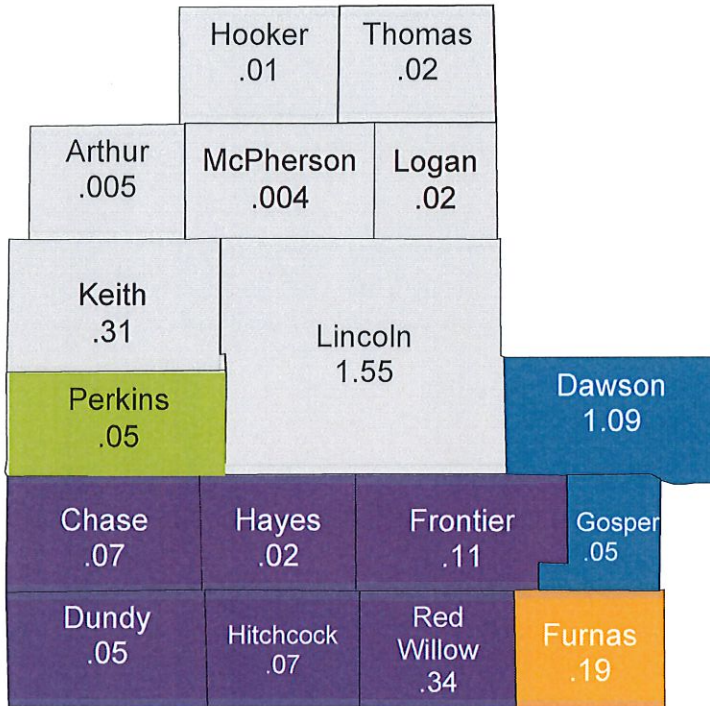 Hooker
.01
Thomas
.02
Arthur
.005
McPherson
.004
Logan
.02
Keith
.31
Lincoln
1.55
Perkins
.05
Dawson
1.09
Chase
.07
Hayes
.02
Frontier
.11
Gosper
.05
Dundy
.05
Hitchcock
.07
Red
Willow
.34
Furnas
.19